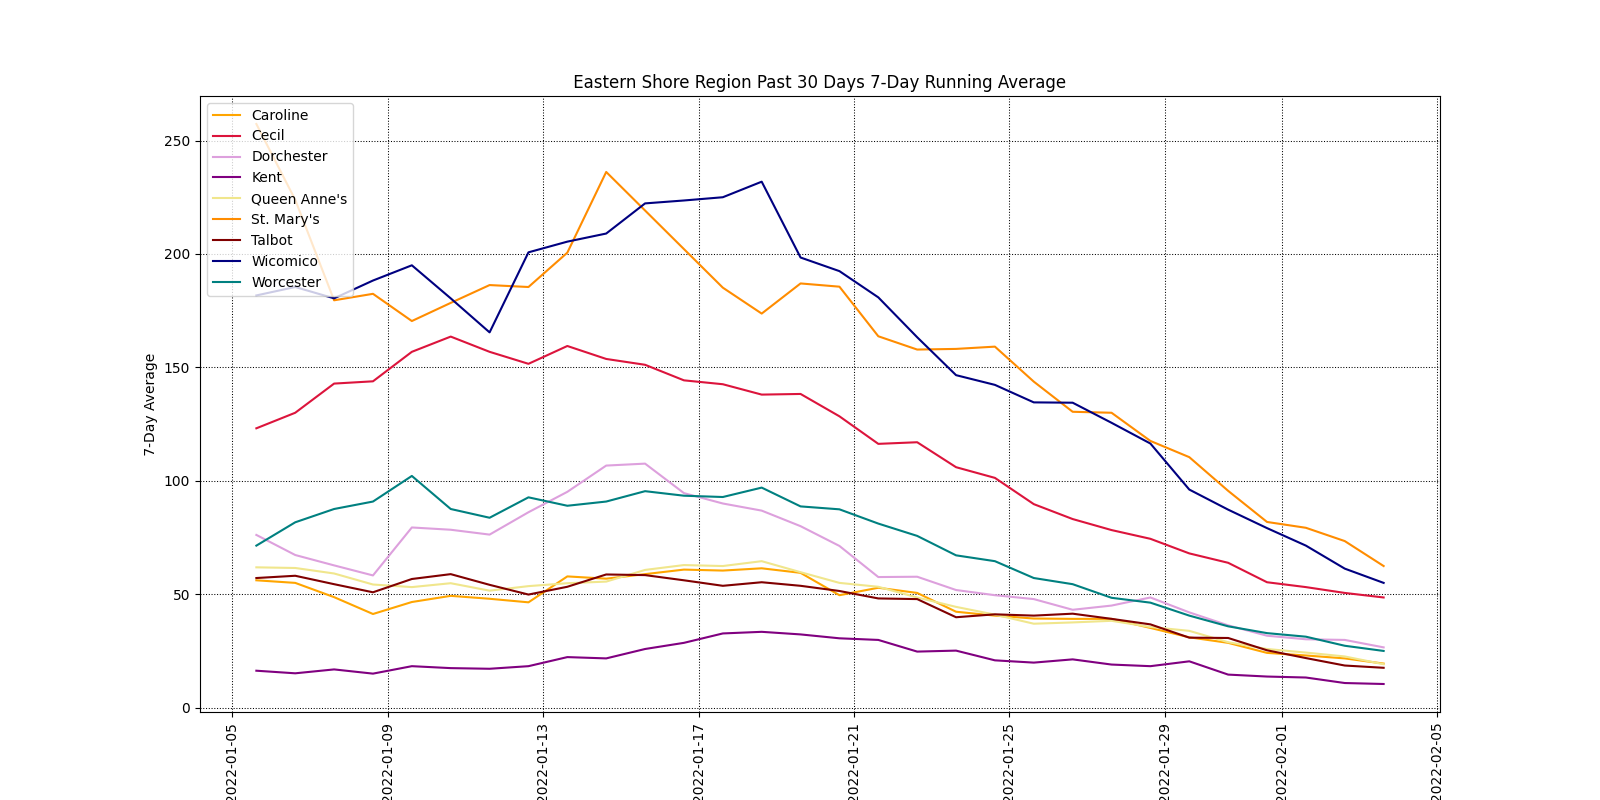 Eastern Shore Region Past 30 Days 7-Day Running Average
Caroline
Cecil
Dorchester
Kent
Queen Anne's
St. Mary's
Talbot
Wicomico
Worcester
7-Day Average
250
200
150
100
50
0
2022-01-05
2022-01-09
2022-01-13
2022-01-17
2022-01-21
2022-01-25
2022-01-29
2022-02-01
2022-02-05